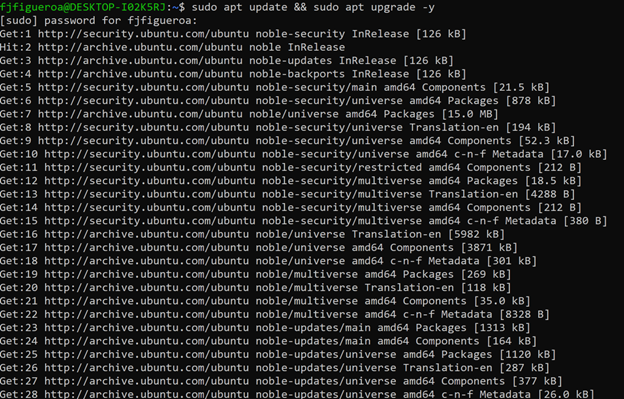 fjfigueroa@DESKTOP-I02K5RJ:~$ sudo apt update && sudo apt upgrade -y
[sudo] password for fjfigueroa:
Get:1 http://security.ubuntu.com/ubuntu noble-security InRelease [126 kB]
Hit:2 http://archive.ubuntu.com/ubuntu noble InRelease
Get:3 http://archive.ubuntu.com/ubuntu noble-updates InRelease [126 kB]
Get:4 http://archive.ubuntu.com/ubuntu noble-backports InRelease [126 kB]
Get:5 http://security.ubuntu.com/ubuntu noble-security/main amd64 Components [21.5 kB]
Get:6 http://security.ubuntu.com/ubuntu noble-security/universe amd64 Packages [878 kB]
Get:7 http://archive.ubuntu.com/ubuntu noble/universe amd64 Packages [15.0 MB]
Get:8 http://security.ubuntu.com/ubuntu noble-security/universe Translation-en [194 kB]
Get:9 http://security.ubuntu.com/ubuntu noble-security/universe amd64 Components [52.3 kB]
Get:10 http://security.ubuntu.com/ubuntu noble-security/universe amd64 c-n-f Metadata [17.0 kB]
Get:11 http://security.ubuntu.com/ubuntu noble-security/restricted amd64 Components [212 B]
Get:12 http://security.ubuntu.com/ubuntu noble-security/multiverse amd64 Packages [18.5 kB]
Get:13 http://security.ubuntu.com/ubuntu noble-security/multiverse Translation-en [4288 B]
Get:14 http://security.ubuntu.com/ubuntu noble-security/multiverse amd64 Components [212 B]
Get:15 http://security.ubuntu.com/ubuntu noble-security/multiverse amd64 c-n-f Metadata [380 B]
Get:16 http://archive.ubuntu.com/ubuntu noble/universe Translation-en [5982 kB]
Get:17 http://archive.ubuntu.com/ubuntu noble/universe amd64 Components [3871 kB]
Get:18 http://archive.ubuntu.com/ubuntu noble/universe amd64 c-n-f Metadata [301 kB]
Get:19 http://archive.ubuntu.com/ubuntu noble/multiverse amd64 Packages [269 kB]
Get:20 http://archive.ubuntu.com/ubuntu noble/multiverse Translation-en [118 kB]
Get:21 http://archive.ubuntu.com/ubuntu noble/multiverse amd64 Components [35.0 kB]
Get:22 http://archive.ubuntu.com/ubuntu noble/multiverse amd64 c-n-f Metadata [8328 B]
Get:23 http://archive.ubuntu.com/ubuntu noble-updates/main amd64 Packages [1313 kB]
Get:24 http://archive.ubuntu.com/ubuntu noble-updates/main amd64 Components [164 kB]
Get:25 http://archive.ubuntu.com/ubuntu noble-updates/universe amd64 Packages [1120 kB]
Get:26 http://archive.ubuntu.com/ubuntu noble-updates/universe Translation-en [287 kB]
Get:27 http://archive.ubuntu.com/ubuntu noble-updates/universe amd64 Components [377 kB]
Get:28 http://archive.ubuntu.com/ubuntu noble-updates/universe amd64 c-n-f Metadata [26.0 kB]